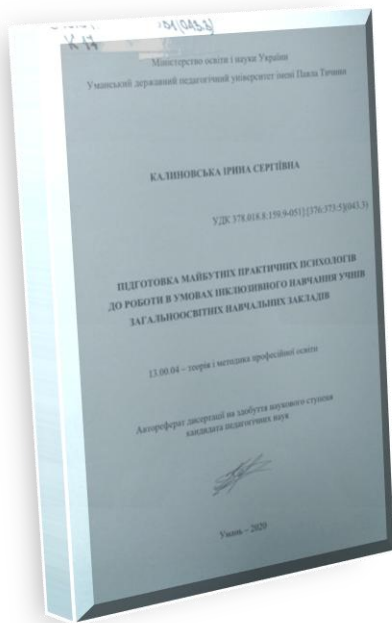 Міністерство освіти і науки України
Уманський державний педагогічний університет імені Павла Тичини
КАЛИНОВСЬКА ІРИНА СЕРГІЇВНА
УДК 378.018.8:159.9-051];[376:373:5](043.3)
ПІДГОТОВКА МАЙБУТНІХ ПРАКТИЧНИХ ПСИХОЛОГІВ
ДО РОБОТИ В УМОВАХ ІНКЛЮЗИВНОГО НАВЧАННЯ УЧНІВ
ЗАГАЛЬНООСВІТНІХ НАВЧАЛЬНИХ ЗАКЛАДІВ
13.00.04 – теорія і методика професійної освіти
Автореферат дисертації на здобуття наукового ступеня
кандидата педагогічних наук
Умань – 2020